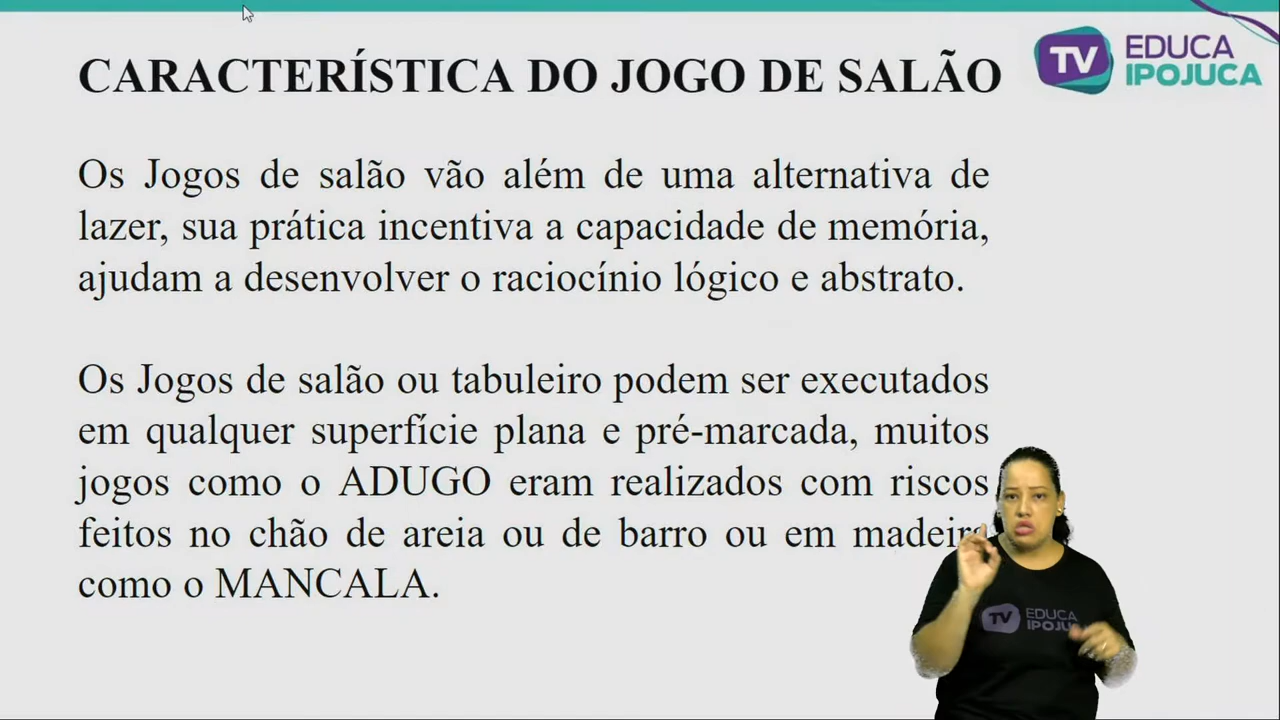 CARACTERÍSTICA DO JOGO DE SALÃO
TV EDUCA
IPOJUCA
Os Jogos de salão vão além de uma alternativa de
lazer, sua prática incentiva a capacidade de memória,
ajudam a desenvolver o raciocínio lógico e abstrato.
Os Jogos de salão ou tabuleiro podem ser executados
em qualquer superfície plana e pré-marcada, muitos
jogos como o ADUGO eram realizados com riscos
feitos no chão de areia ou de barro ou em madeira
como o MANCALA.
TV EDUCA